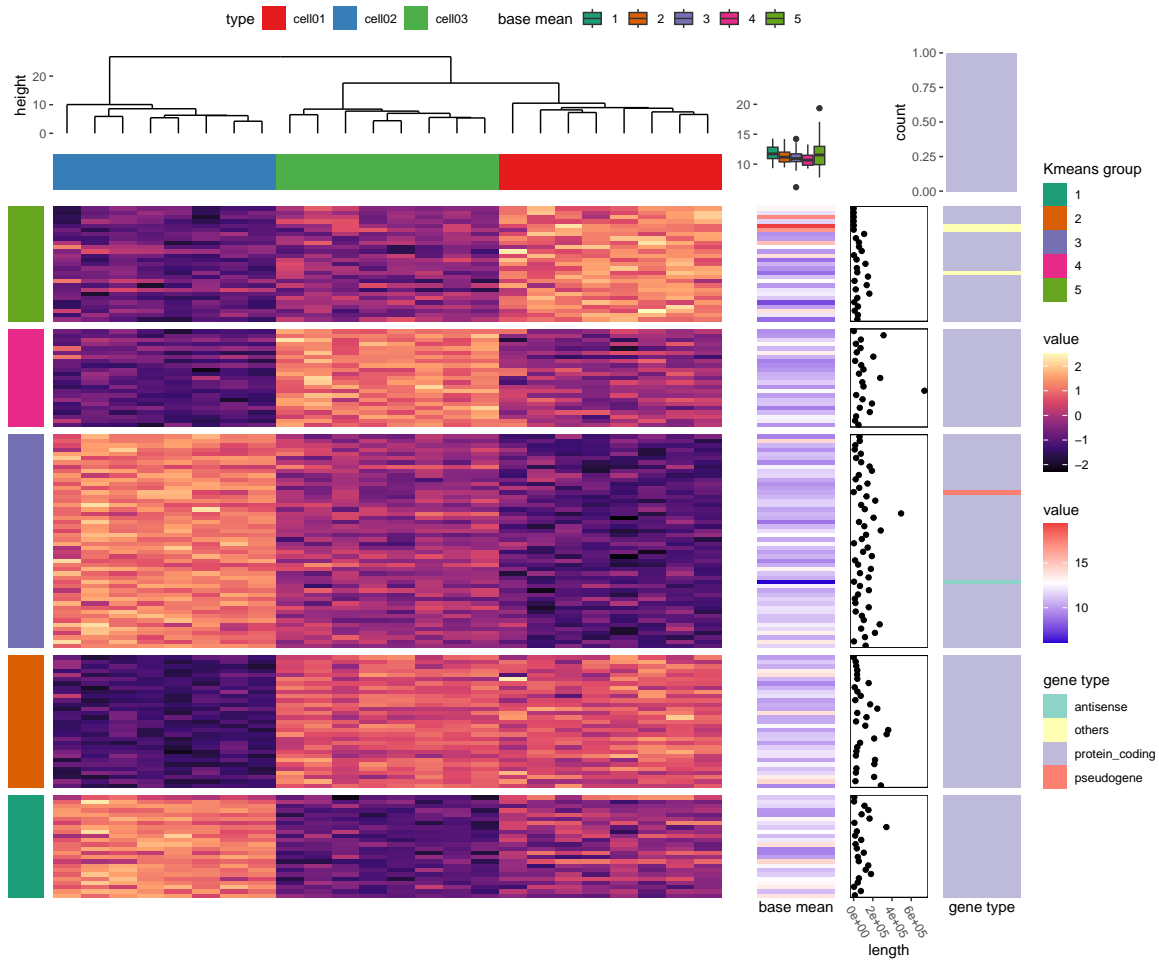 type cell01 cell02 cell03 base mean 1 2 3 4 5
height
20
10
0
20
15
10
count
1.00
0.75
0.50
0.25
0.00
Kmeans group
1
2
3
4
5
value
2
1
0
−1
−2
value
15
10
gene type
antisense
others
protein_coding
pseudogene
base mean
0e+00 2e+05 4e+05 6e+05
length
gene type